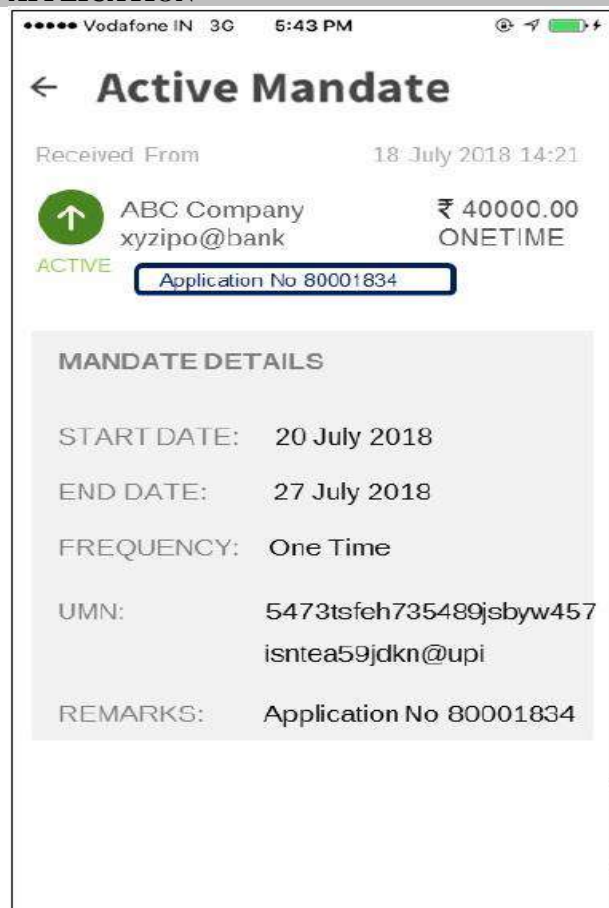 APPLICATION
Vodafone IN 3G 5:43 PM
← Active Mandate
Received From 18 July 2018 14:21
ABC Company ₹ 40000.00
xyzipo@bank ONETIME
ACTIVE
Application No 80001834
MANDATE DETAILS
START DATE: 20 July 2018
END DATE: 27 July 2018
FREQUENCY: One Time
UMN: 5473tsfeh735489jsbyw457
isntea59jdkn@upi
REMARKS: Application No 80001834